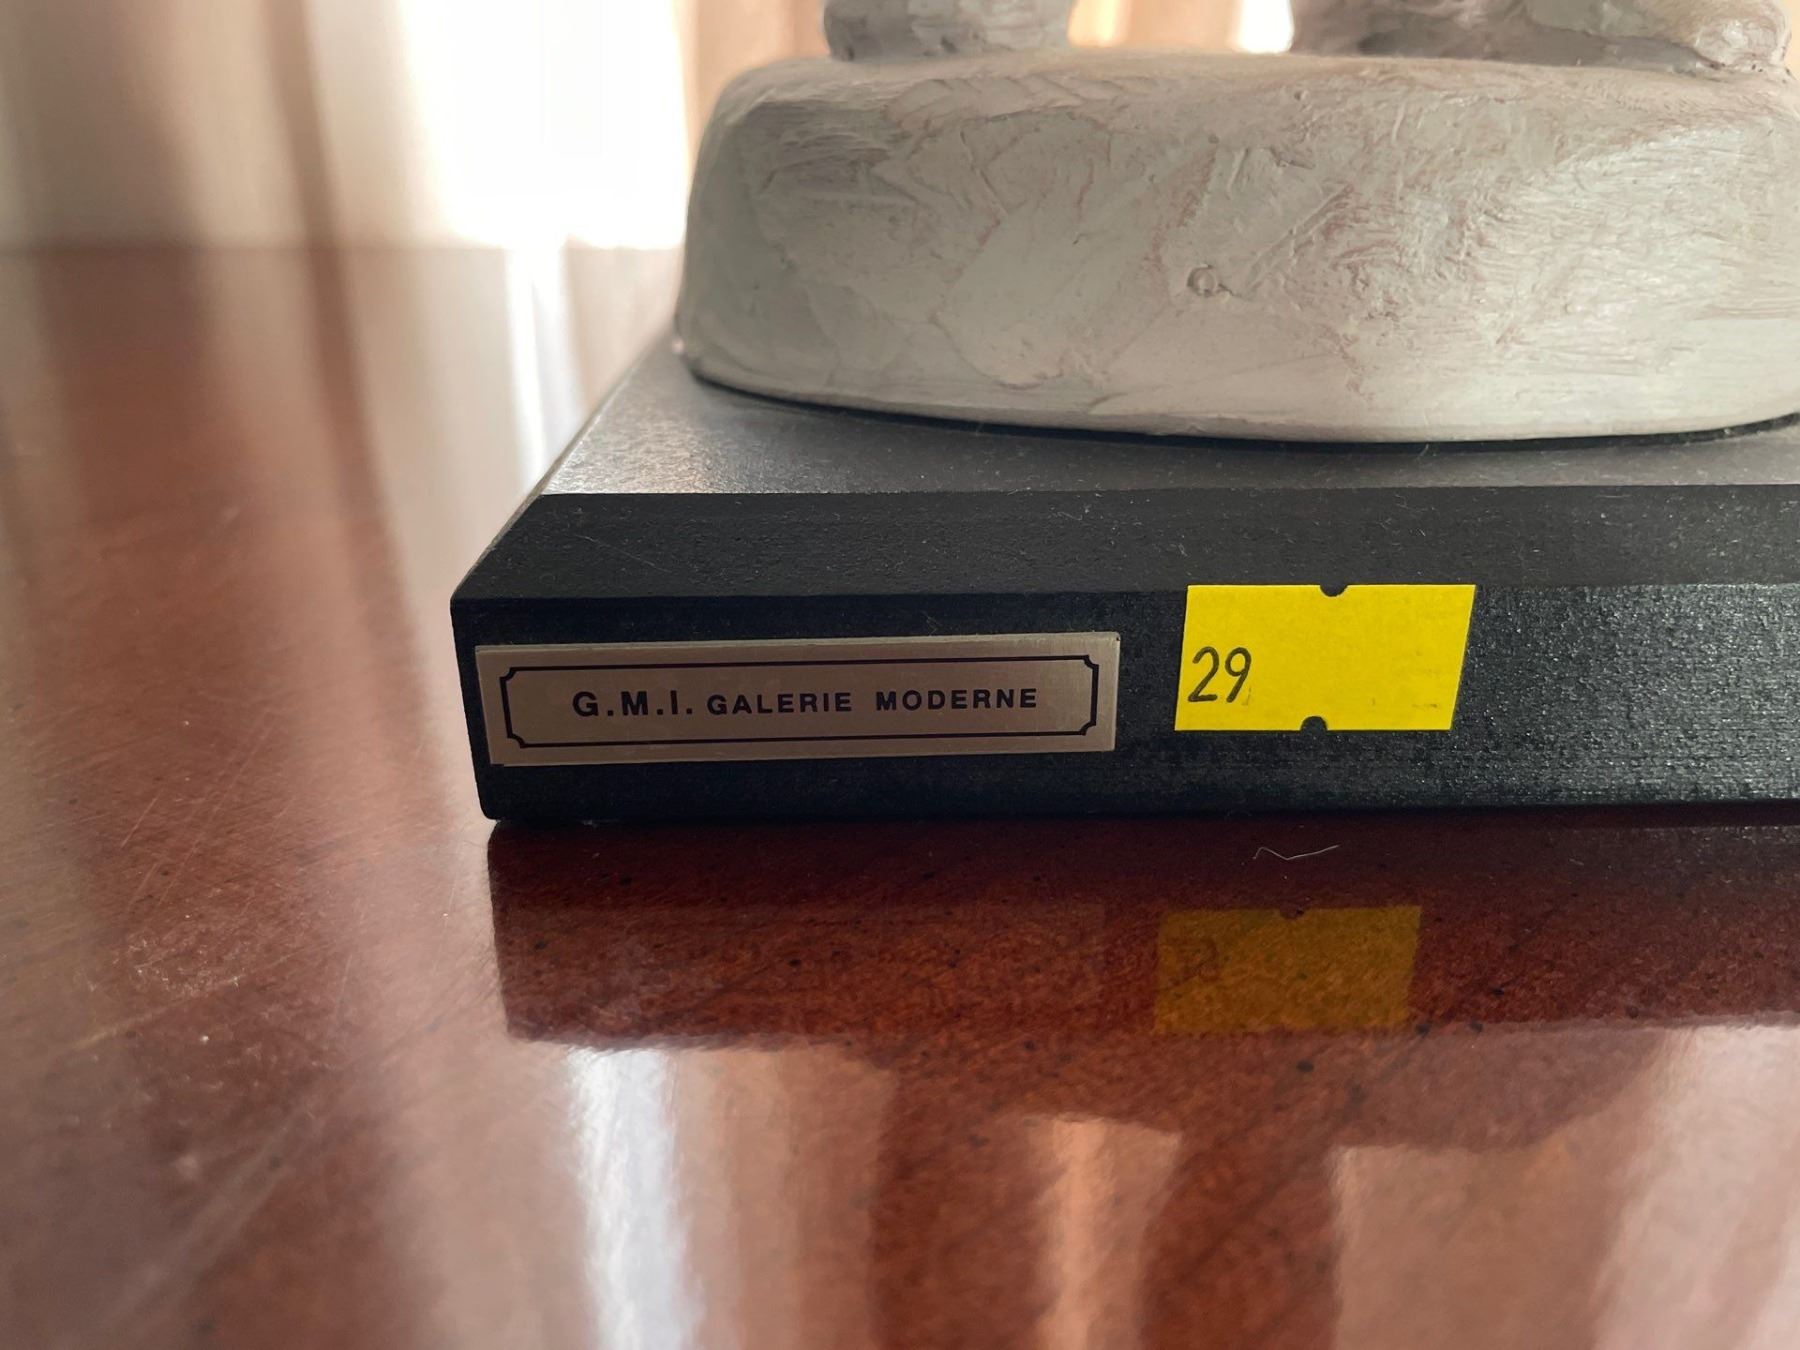 G.M.I. GALERIE MODERNE
29